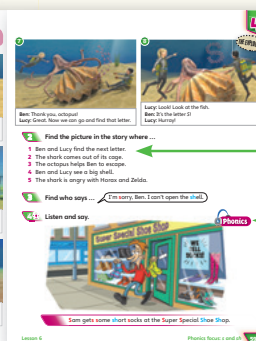 7
8
Ben: Thank you, octopus!
Lucy: Great. Now we can go and find that letter.
Lucy: Look! Look at the fish.
Ben: It's the letter S!
Lucy: Hurray!
2 Find the picture in the story where ...
1 Ben and Lucy find the next letter.
2 The shark comes out of its cage.
3 The octopus helps Ben to escape.
4 Ben and Lucy see a big shell.
5 The shark is angry with Horax and Zelda.
3 Find who says ...
I'm sorry, Ben. I can't open the shell.
4 Listen and say.
Phonics
Super Special Shoe Shop
Sam gets some short socks at the Super Special Shoe Shop.
Lesson 6
Phonics focus: s and sh